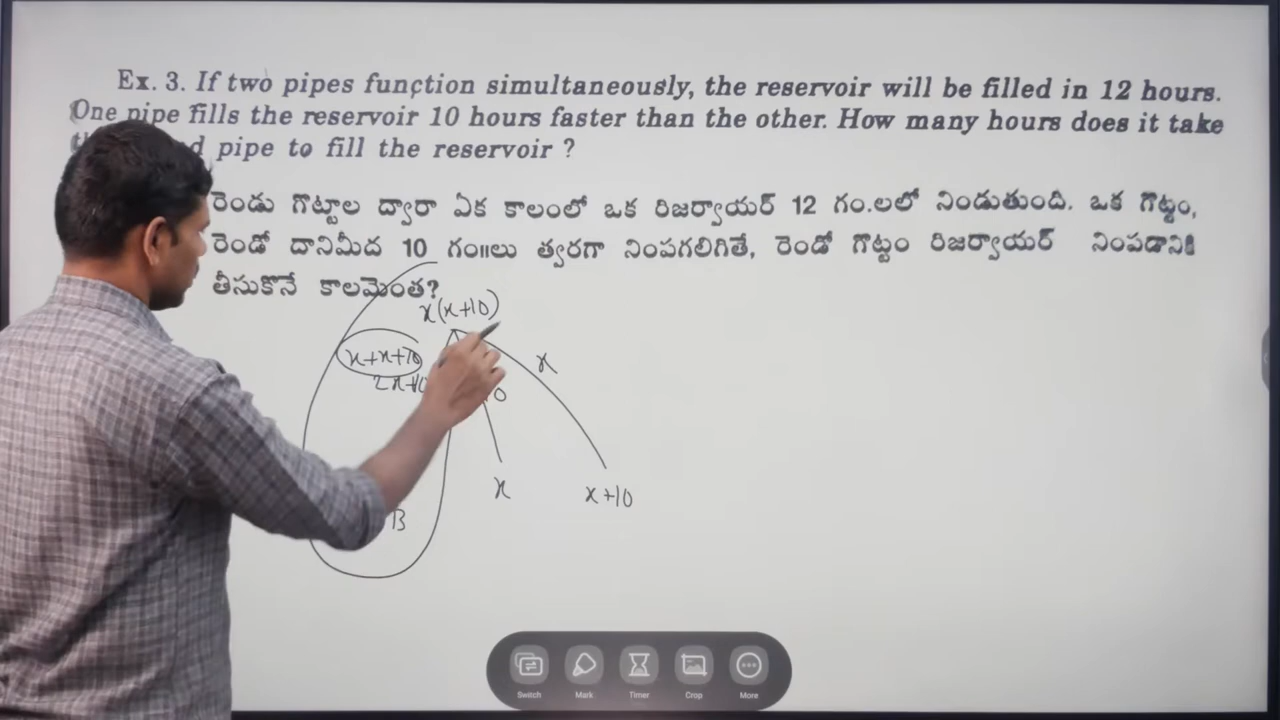 Ex. 3. If two pipes function simultaneously, the reservoir will be filled in 12 hours.
One pipe fills the reservoir 10 hours faster than the other. How many hours does it take
pipe to fill the reservoir ?
రెండు గొట్టాల ద్వారా ఏక కాలంలో ఒక రిజర్వాయర్ 12 గం.లలో నిండుతుంది. ఒక గొట్టం,
రెండో దానిమీద 10 గం॥లు త్వరగా నింపగలిగితే, రెండో గొట్టం రిజర్వాయర్ నింపడానికి
తీసుకొనే కాలమెంత?
x(x+10)
x+x+10
x
2x+10
x
x+10
B
Switch
Mark
Timer
Crop
More